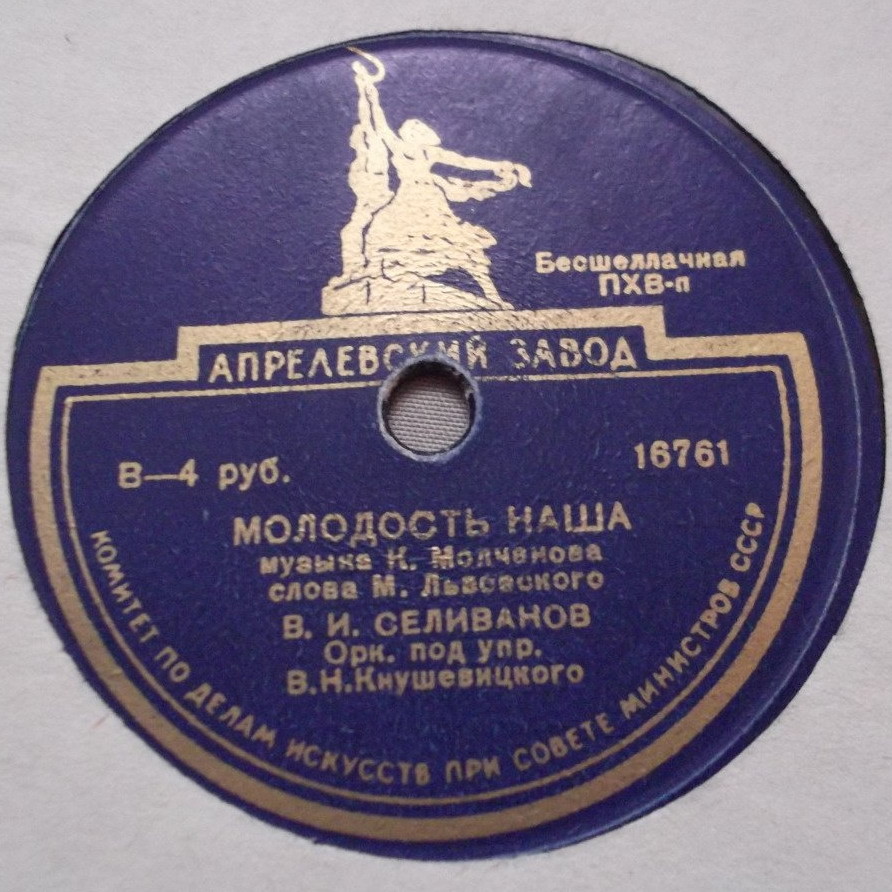 Бесшеллачная
ПХВ-п
АПРЕЛЕВСКИЙ ЗАВОД
В—4 руб.
16761
МОЛОДОСТЬ НАША
музыка К. Молчанова
слова М. Львовского
В. И. СЕЛИВАНОВ
Орк. под упр.
В.Н.Кнушевицкого
КОМИТЕТ ПО ДЕЛАМ ИСКУССТВ ПРИ СОВЕТЕ МИНИСТРОВ СССР